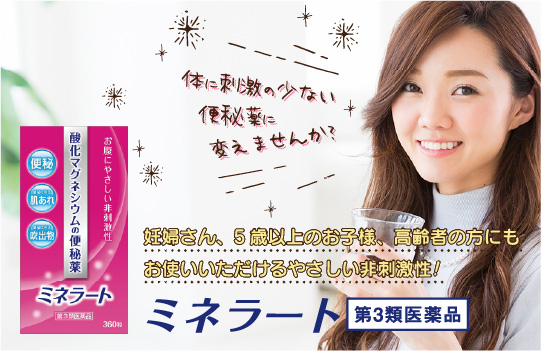 体に刺激の少ない
便秘薬に
変えませんか?
お腹にやさしい非刺激性
酸化マグネシウムの便秘薬
便秘
肌あれ
吹出物
ミネラート
第3類医薬品
360錠
妊婦さん、5歳以上のお子様、高齢者の方にも
お使いいただけるやさしい非刺激性!
ミネラート 第3類医薬品